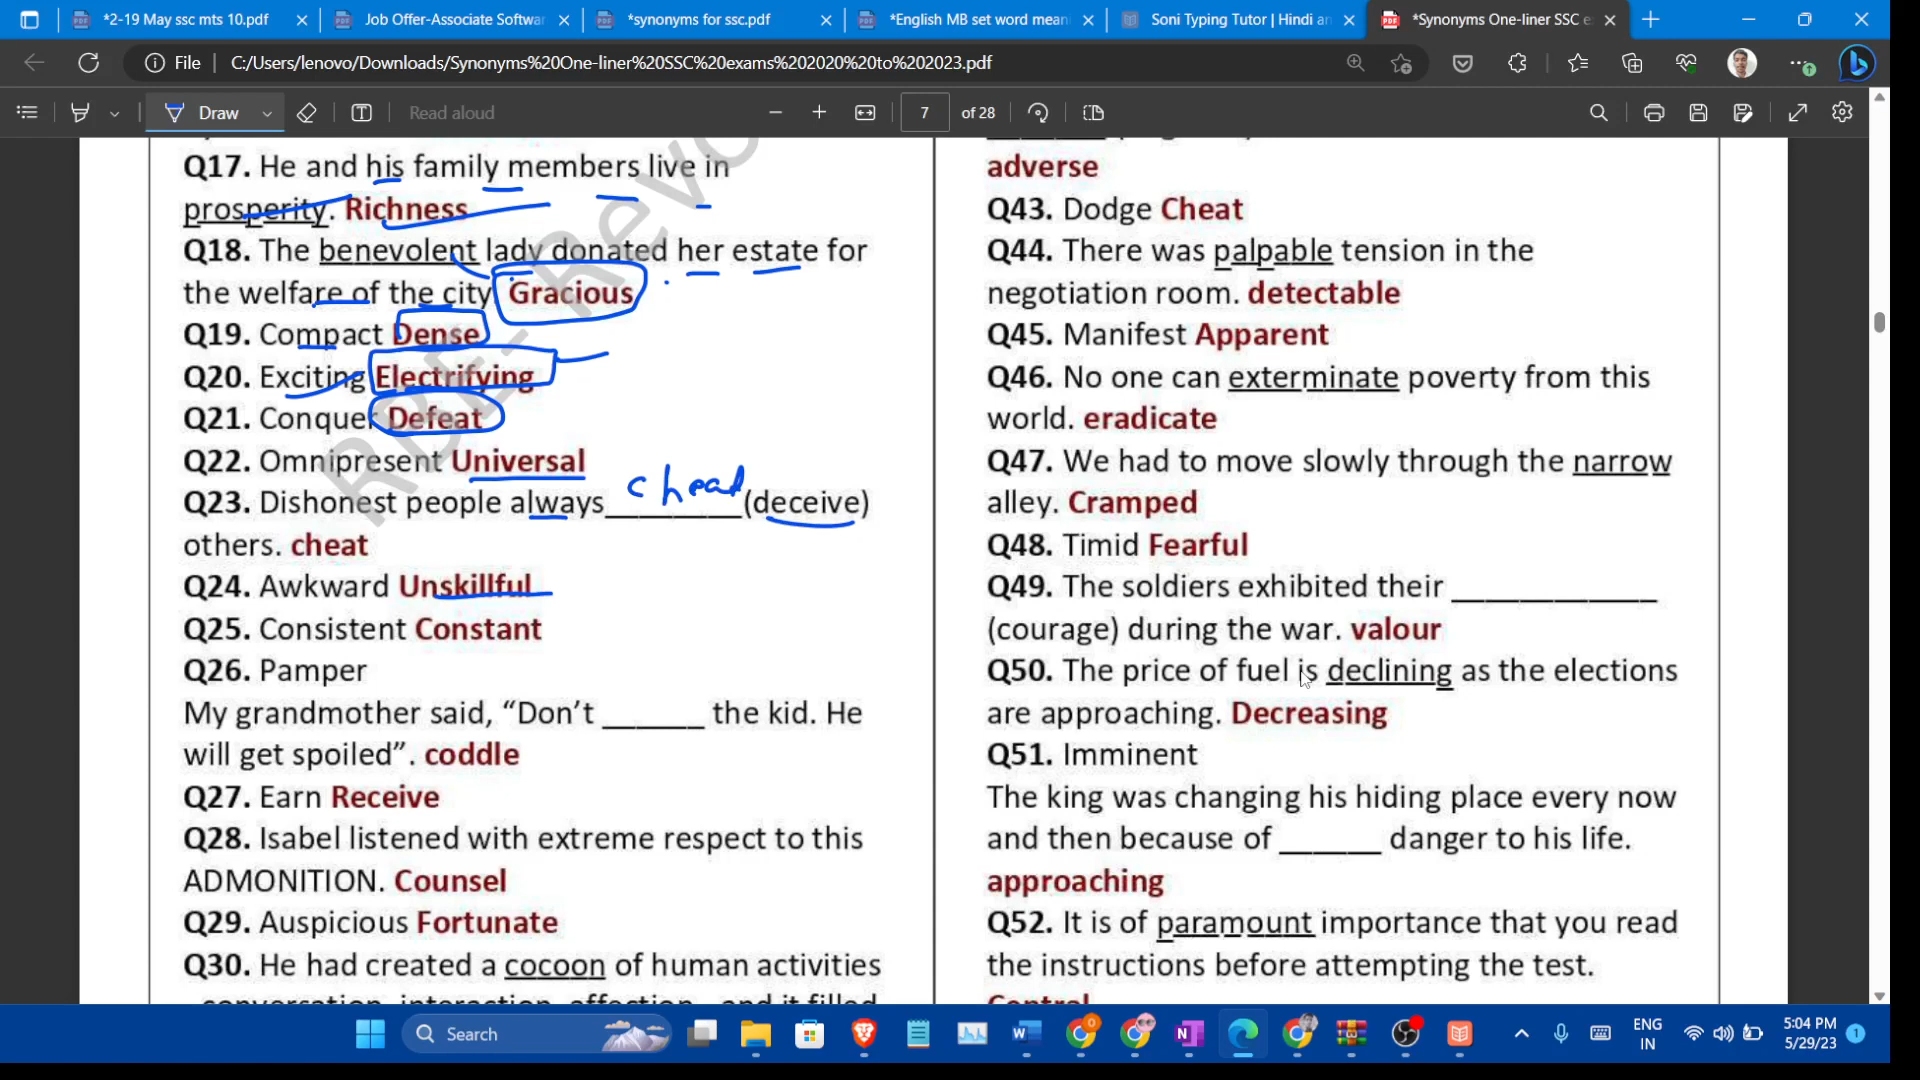 *2-19 May ssc mts 10.pdf
Job Offer-Associate Softwar
*synonyms for ssc.pdf
*English MB set word mean
Soni Typing Tutor | Hindi an
*Synonyms One-liner SSC e
File
C:/Users/lenovo/Downloads/Synonyms%20One-liner%20SSC%20exams%202020%20to%202023.pdf
Draw
Read aloud
7 of 28
Q17. He and his family members live in
prosperity. Richness
Q18. The benevolent lady donated her estate for
the welfare of the city. Gracious
Q19. Compact Dense
Q20. Exciting Electrifying
Q21. Conquer Defeat
Q22. Omnipresent Universal
cheat
Q23. Dishonest people always_________(deceive)
others. cheat
Q24. Awkward Unskillful
Q25. Consistent Constant
Q26. Pamper
My grandmother said, “Don’t ______ the kid. He
will get spoiled”. coddle
Q27. Earn Receive
Q28. Isabel listened with extreme respect to this
ADMONITION. Counsel
Q29. Auspicious Fortunate
Q30. He had created a cocoon of human activities
conversation, interaction, affection, and it filled
adverse
Q43. Dodge Cheat
Q44. There was palpable tension in the
negotiation room. detectable
Q45. Manifest Apparent
Q46. No one can exterminate poverty from this
world. eradicate
Q47. We had to move slowly through the narrow
alley. Cramped
Q48. Timid Fearful
Q49. The soldiers exhibited their ____________
(courage) during the war. valour
Q50. The price of fuel is declining as the elections
are approaching. Decreasing
Q51. Imminent
The king was changing his hiding place every now
and then because of ______ danger to his life.
approaching
Q52. It is of paramount importance that you read
the instructions before attempting the test.
Central
RBE- Revo
Search
ENG
IN
5:04 PM
5/29/23
1